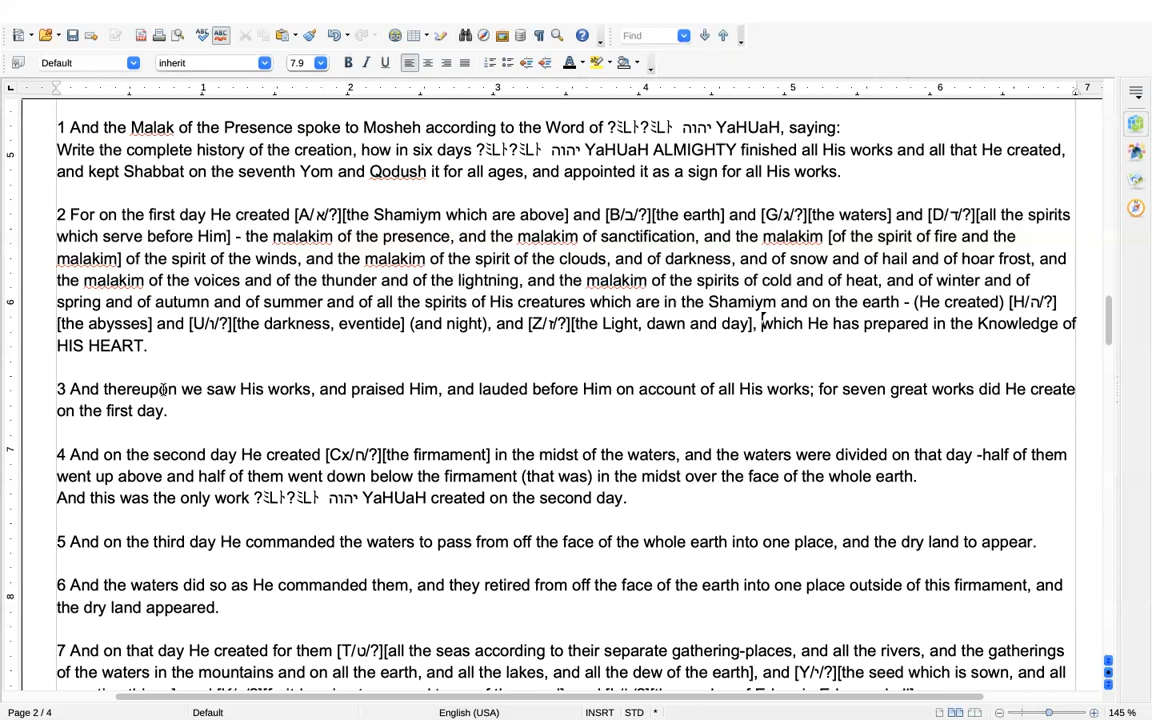 Find
Default
inherit
7.9
B I U
1 2 3 4 5 6 7
1 And the Malak of the Presence spoke to Mosheh according to the Word of יהוה YaHUaH, saying:
Write the complete history of the creation, how in six days יהוה YaHUaH ALMIGHTY finished all His works and all that He created,
and kept Shabbat on the seventh Yom and Qodush it for all ages, and appointed it as a sign for all His works.
2 For on the first day He created [A/א/?][the Shamiym which are above] and [B/ב/?][the earth] and [G/ג/?][the waters] and [D/ד/?][all the spirits
which serve before Him] - the malakim of the presence, and the malakim of sanctification, and the malakim [of the spirit of fire and the
malakim] of the spirit of the winds, and the malakim of the spirit of the clouds, and of darkness, and of snow and of hail and of hoar frost, and
the malakim of the voices and of the thunder and of the lightning, and the malakim of the spirits of cold and of heat, and of winter and of
spring and of autumn and of summer and of all the spirits of His creatures which are in the Shamiym and on the earth - (He created) [H/ה/?]
[the abysses] and [U/ו/?][the darkness, eventide] (and night), and [Z/ז/?][the Light, dawn and day], which He has prepared in the Knowledge of
HIS HEART.
3 And thereupon we saw His works, and praised Him, and lauded before Him on account of all His works; for seven great works did He create
on the first day.
4 And on the second day He created [Cx/ח/?][the firmament] in the midst of the waters, and the waters were divided on that day -half of them
went up above and half of them went down below the firmament (that was) in the midst over the face of the whole earth.
And this was the only work יהוה YaHUaH created on the second day.
5 And on the third day He commanded the waters to pass from off the face of the whole earth into one place, and the dry land to appear.
6 And the waters did so as He commanded them, and they retired from off the face of the earth into one place outside of this firmament, and
the dry land appeared.
7 And on that day He created for them [T/ט/?][all the seas according to their separate gathering-places, and all the rivers, and the gatherings
of the waters in the mountains and on all the earth, and all the lakes, and all the dew of the earth], and [Y/י/?][the seed which is sown, and all
Page 2 / 4
Default
English (USA)
INSRT
STD
*
145 %